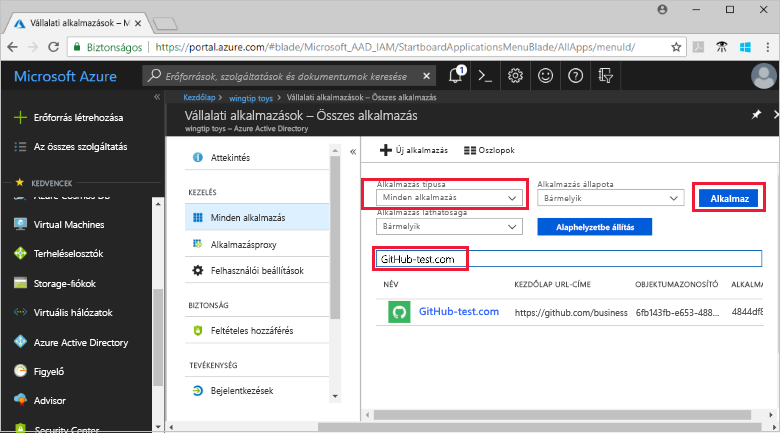 Vállalati alkalmazások – M
Biztonságos
https://portal.azure.com/#blade/Microsoft_AAD_IAM/StartboardApplicationsMenuBlade/AllApps/menuId/
Microsoft Azure
Erőforrások, szolgáltatások és dokumentumok keresése
1
Kezdőlap > wingtip toys > Vállalati alkalmazások – Összes alkalmazás
Vállalati alkalmazások – Összes alkalmazás
wingtip toys – Azure Active Directory
Erőforrás létrehozása
Az összes szolgáltatás
KEDVENCEK
Azure Cosmos DB
Virtual Machines
Terheléselosztók
Storage-fiókok
Virtuális hálózatok
Azure Active Directory
Figyelő
Advisor
Security Center
Áttekintés
KEZELÉS
Minden alkalmazás
Alkalmazásproxy
Felhasználói beállítások
BIZTONSÁG
Feltételes hozzáférés
TEVÉKENYSÉG
Bejelentkezések
Új alkalmazás
Oszlopok
Alkalmazás típusa
Minden alkalmazás
Alkalmazás állapota
Bármelyik
Alkalmaz
Alkalmazás láthatósága
Bármelyik
Alaphelyzetbe állítás
GitHub-test.com
NÉV KEZDŐLAP URL-CÍME OBJEKTUMAZONOSÍTÓ ALKALMA
GitHub-test.com https://github.com/business 6fb143fb-e653-488... 4844df8